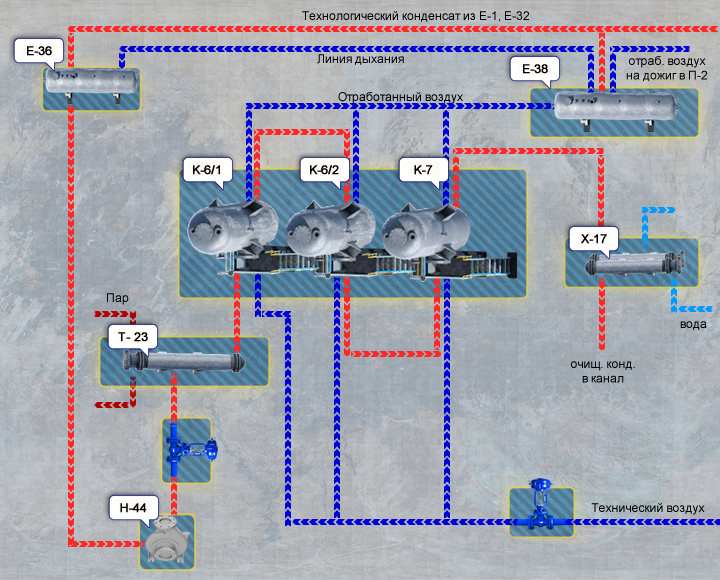 Технологический конденсат из Е-1, Е-32
Е-36
Линия дыхания
Е-38
отраб. воздух
на дожиг в П-2
Отработанный воздух
К-6/1
К-6/2
К-7
Х-17
Пар
вода
Т- 23
очищ. конд.
в канал
Н-44
Технический воздух